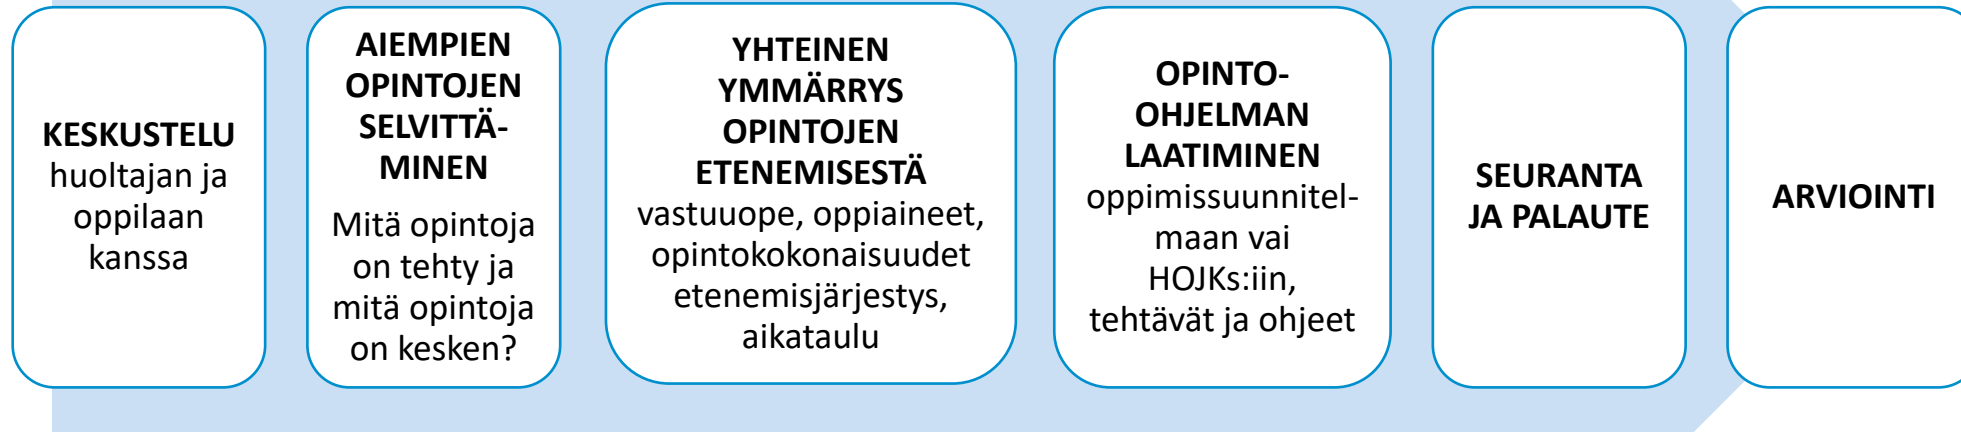 KESKUSTELU
huoltajan ja
oppilaan
kanssa
AIEMPIEN
OPINTOJEN
SELVITTÄ-
MINEN
Mitä opintoja
on tehty ja
mitä opintoja
on kesken?
YHTEINEN
YMMÄRRYS
OPINTOJEN
ETENEMISESTÄ
vastuuope, oppiaineet,
opintokokonaisuudet
etenemisjärjestys,
aikataulu
OPINTO-
OHJELMAN
LAATIMINEN
oppimissuunnitel-
maan vai
HOJKs:iin,
tehtävät ja ohjeet
SEURANTA
JA PALAUTE
ARVIOINTI